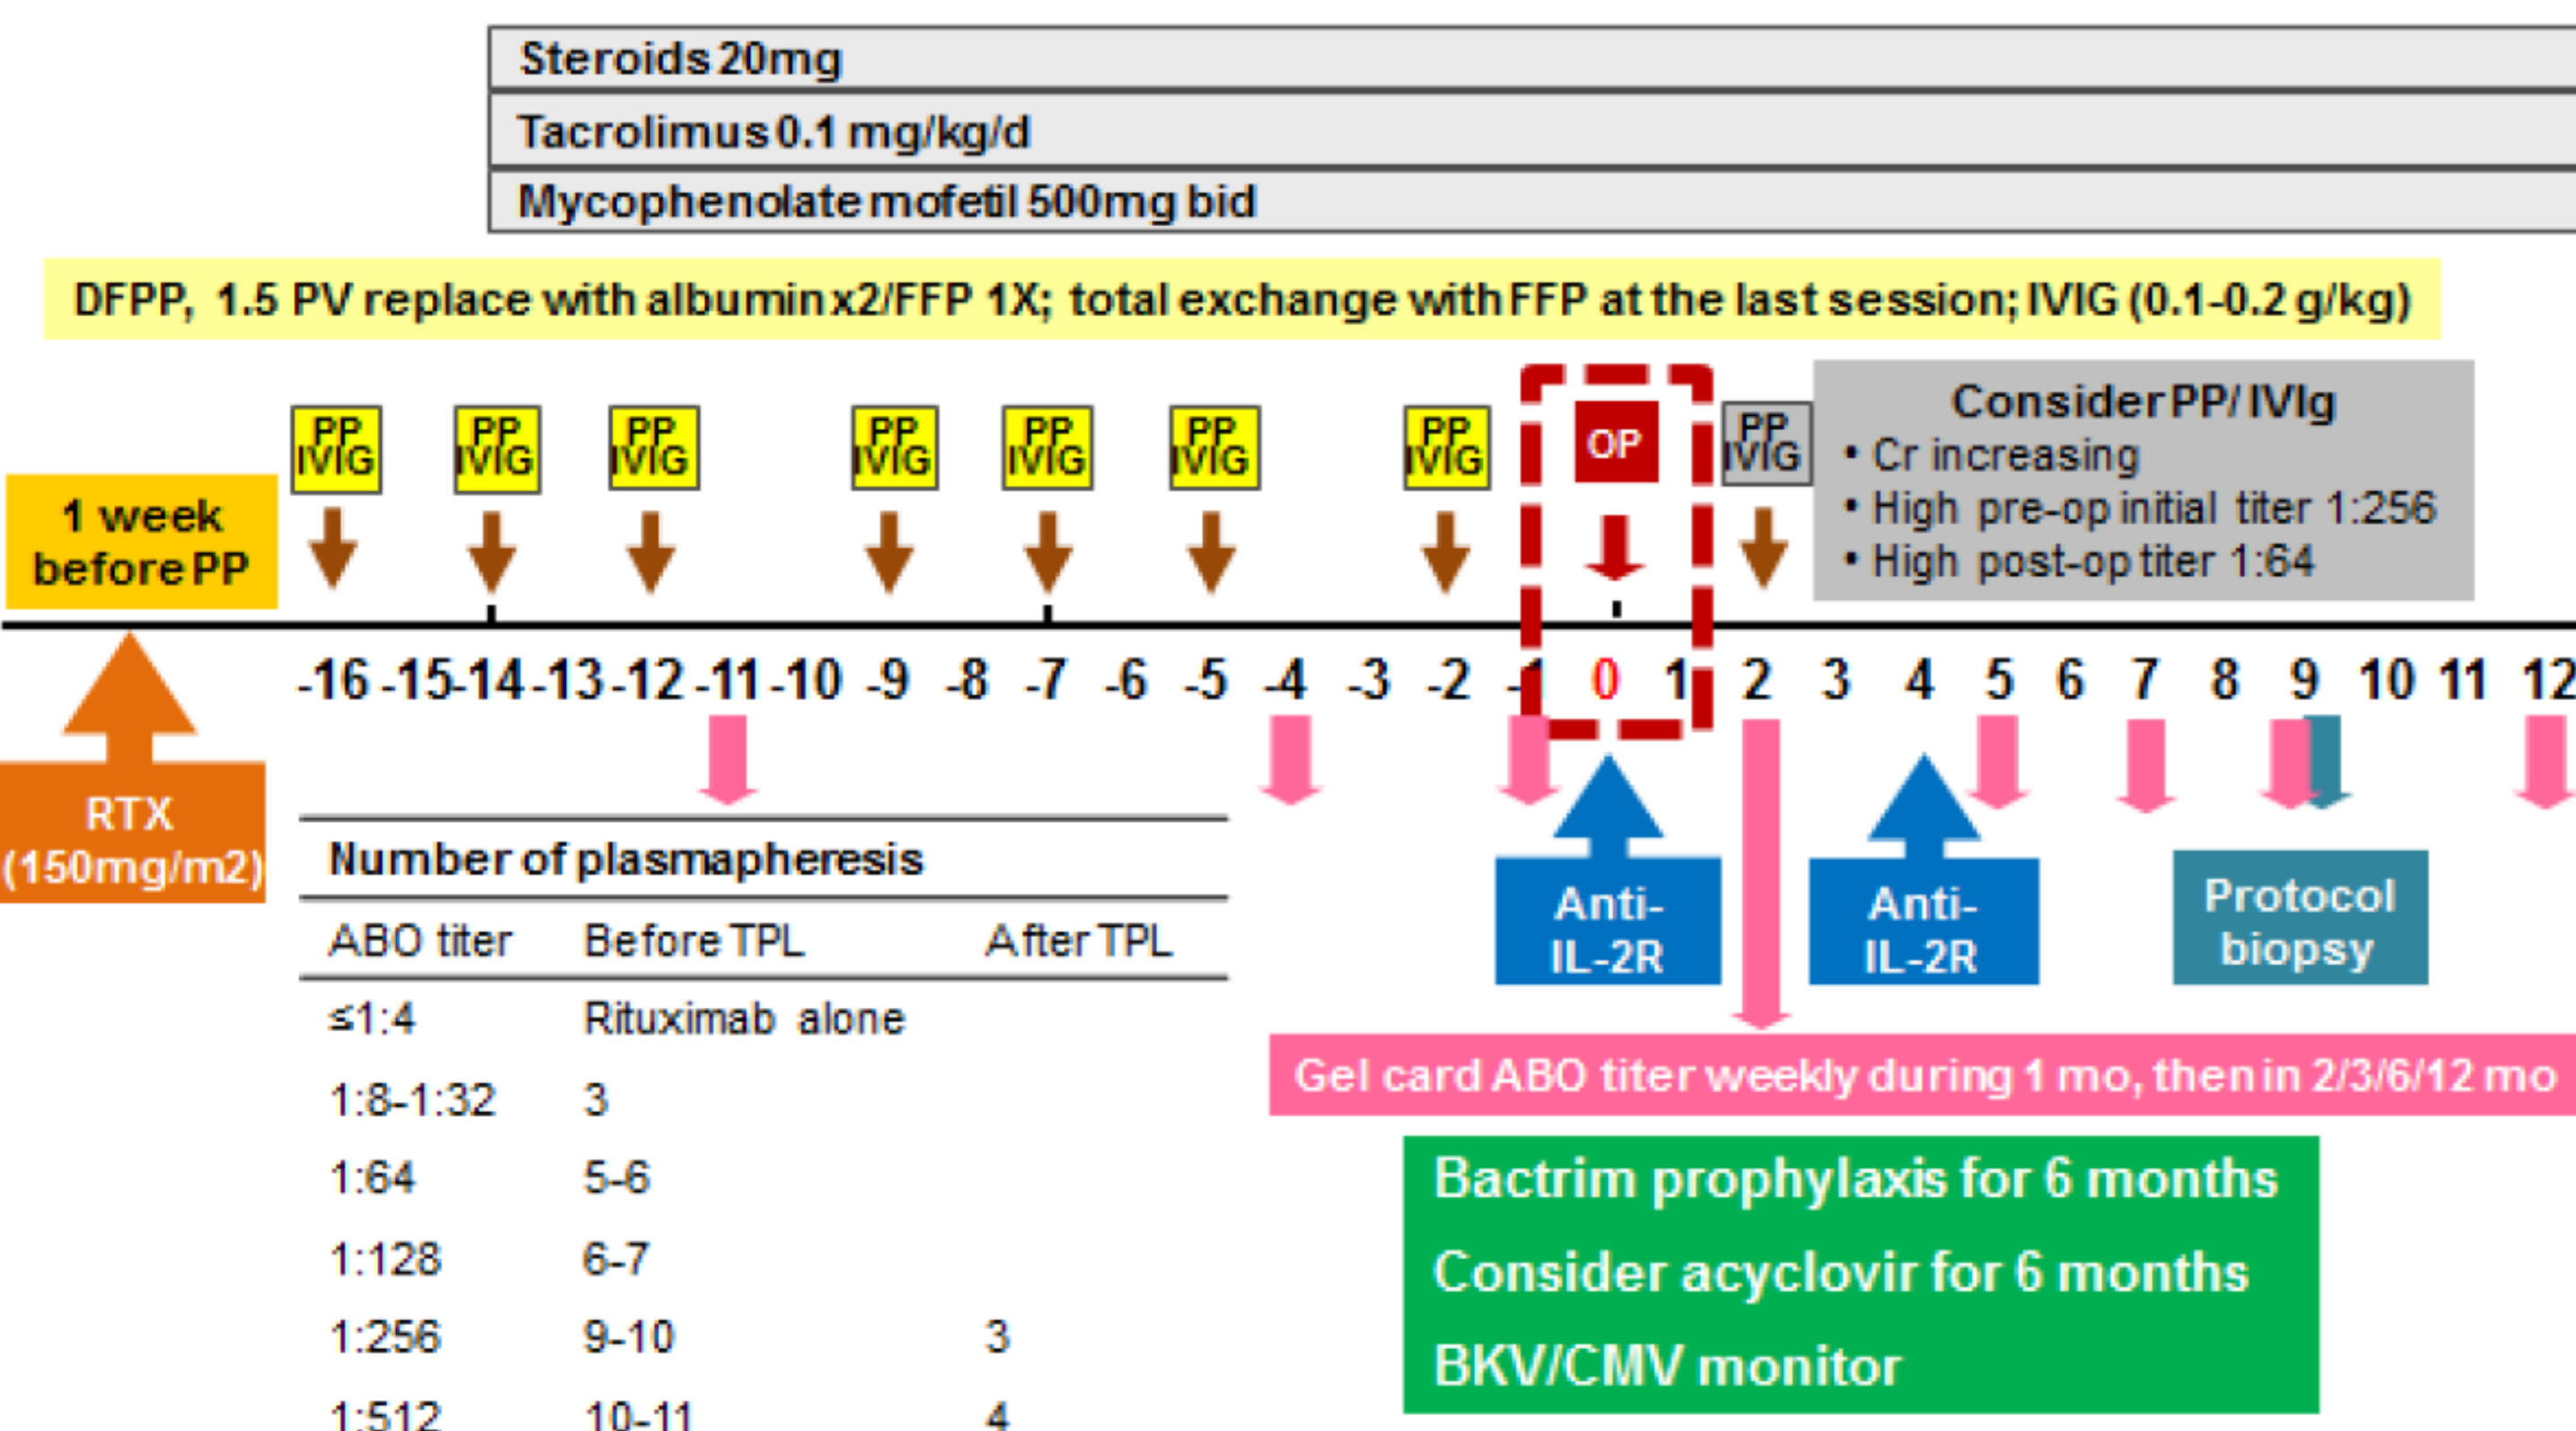 Steroids 20mg
Tacrolimus 0.1 mg/kg/d
Mycophenolate mofetil 500mg bid
DFPP, 1.5 PV replace with albumin x2/FFP 1X; total exchange with FFP at the last session; IVIG (0.1-0.2 g/kg)
1 week
before PP
PP
IVIG
PP
IVIG
PP
IVIG
PP
IVIG
PP
IVIG
PP
IVIG
PP
IVIG
OP
PP
IVIG
Consider PP/ IVIg
• Cr increasing
• High pre-op initial titer 1:256
• High post-op titer 1:64
-16 -15 -14 -13 -12 -11 -10 -9 -8 -7 -6 -5 -4 -3 -2 -1 0 1 2 3 4 5 6 7 8 9 10 11 12
RTX
(150mg/m2)
Number of plasmapheresis
ABO titer Before TPL After TPL
≤1:4 Rituximab alone
1:8-1:32 3
1:64 5-6
1:128 6-7
1:256 9-10 3
1:512 10-11 4
Anti-
IL-2R
Anti-
IL-2R
Protocol
biopsy
Gel card ABO titer weekly during 1 mo, then in 2/3/6/12 mo
Bactrim prophylaxis for 6 months
Consider acyclovir for 6 months
BKV/CMV monitor